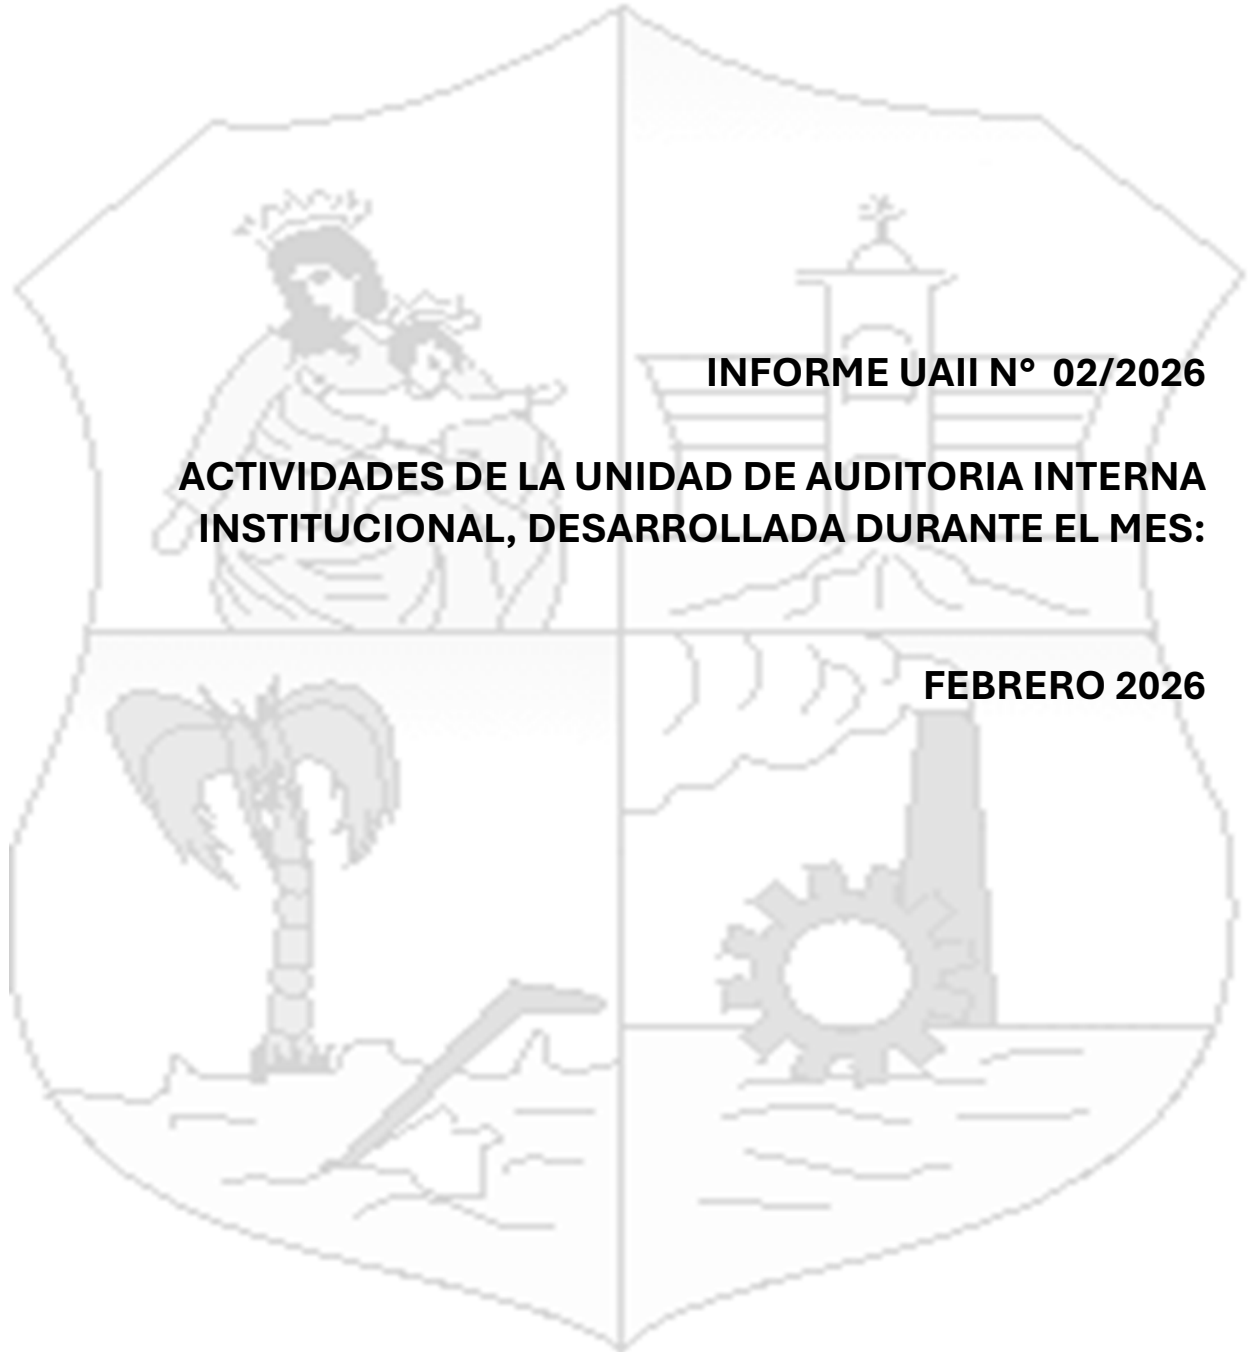 INFORME UAII N° 02/2026
ACTIVIDADES DE LA UNIDAD DE AUDITORIA INTERNA
INSTITUCIONAL, DESARROLLADA DURANTE EL MES:
FEBRERO 2026